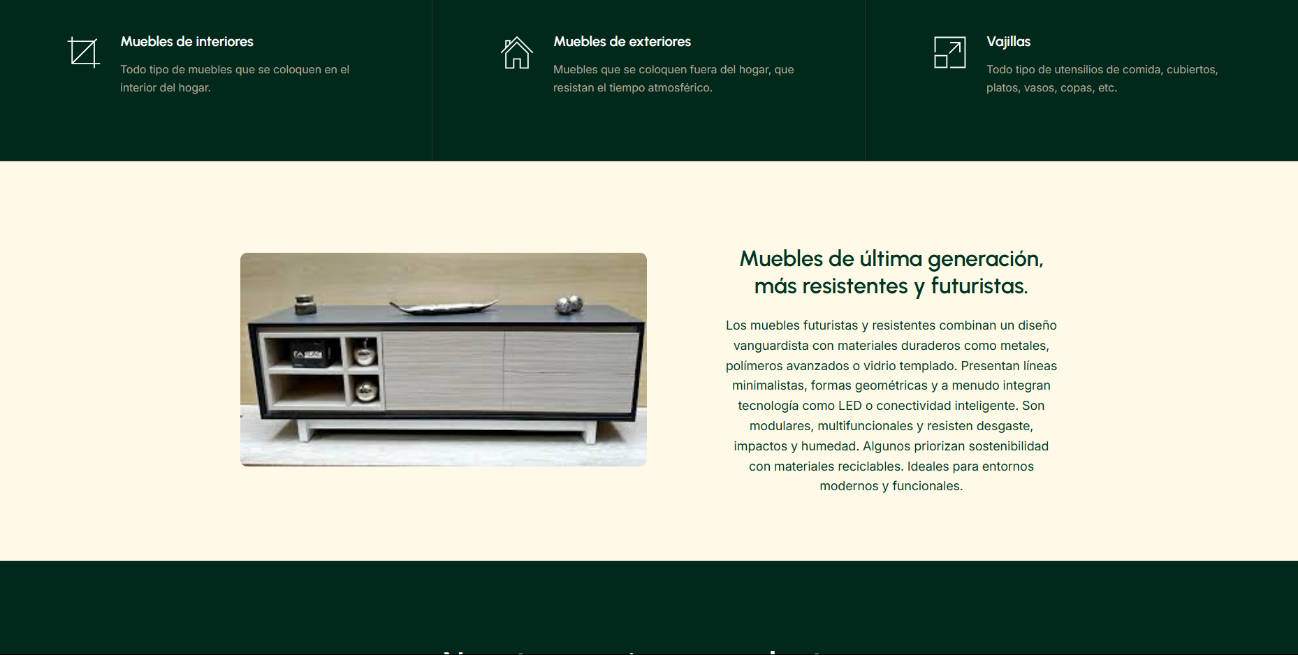 Muebles de interiores
Todo tipo de muebles que se coloquen en el
interior del hogar.
Muebles de exteriores
Muebles que se coloquen fuera del hogar, que
resistan el tiempo atmosférico.
Vajillas
Todo tipo de utensilios de comida, cubiertos,
platos, vasos, copas, etc.
Muebles de última generación,
más resistentes y futuristas.
Los muebles futuristas y resistentes combinan un diseño
vanguardista con materiales duraderos como metales,
polímeros avanzados o vidrio templado. Presentan líneas
minimalistas, formas geométricas y a menudo integran
tecnología como LED o conectividad inteligente. Son
modulares, multifuncionales y resisten desgaste,
impactos y humedad. Algunos priorizan sostenibilidad
con materiales reciclables. Ideales para entornos
modernos y funcionales.